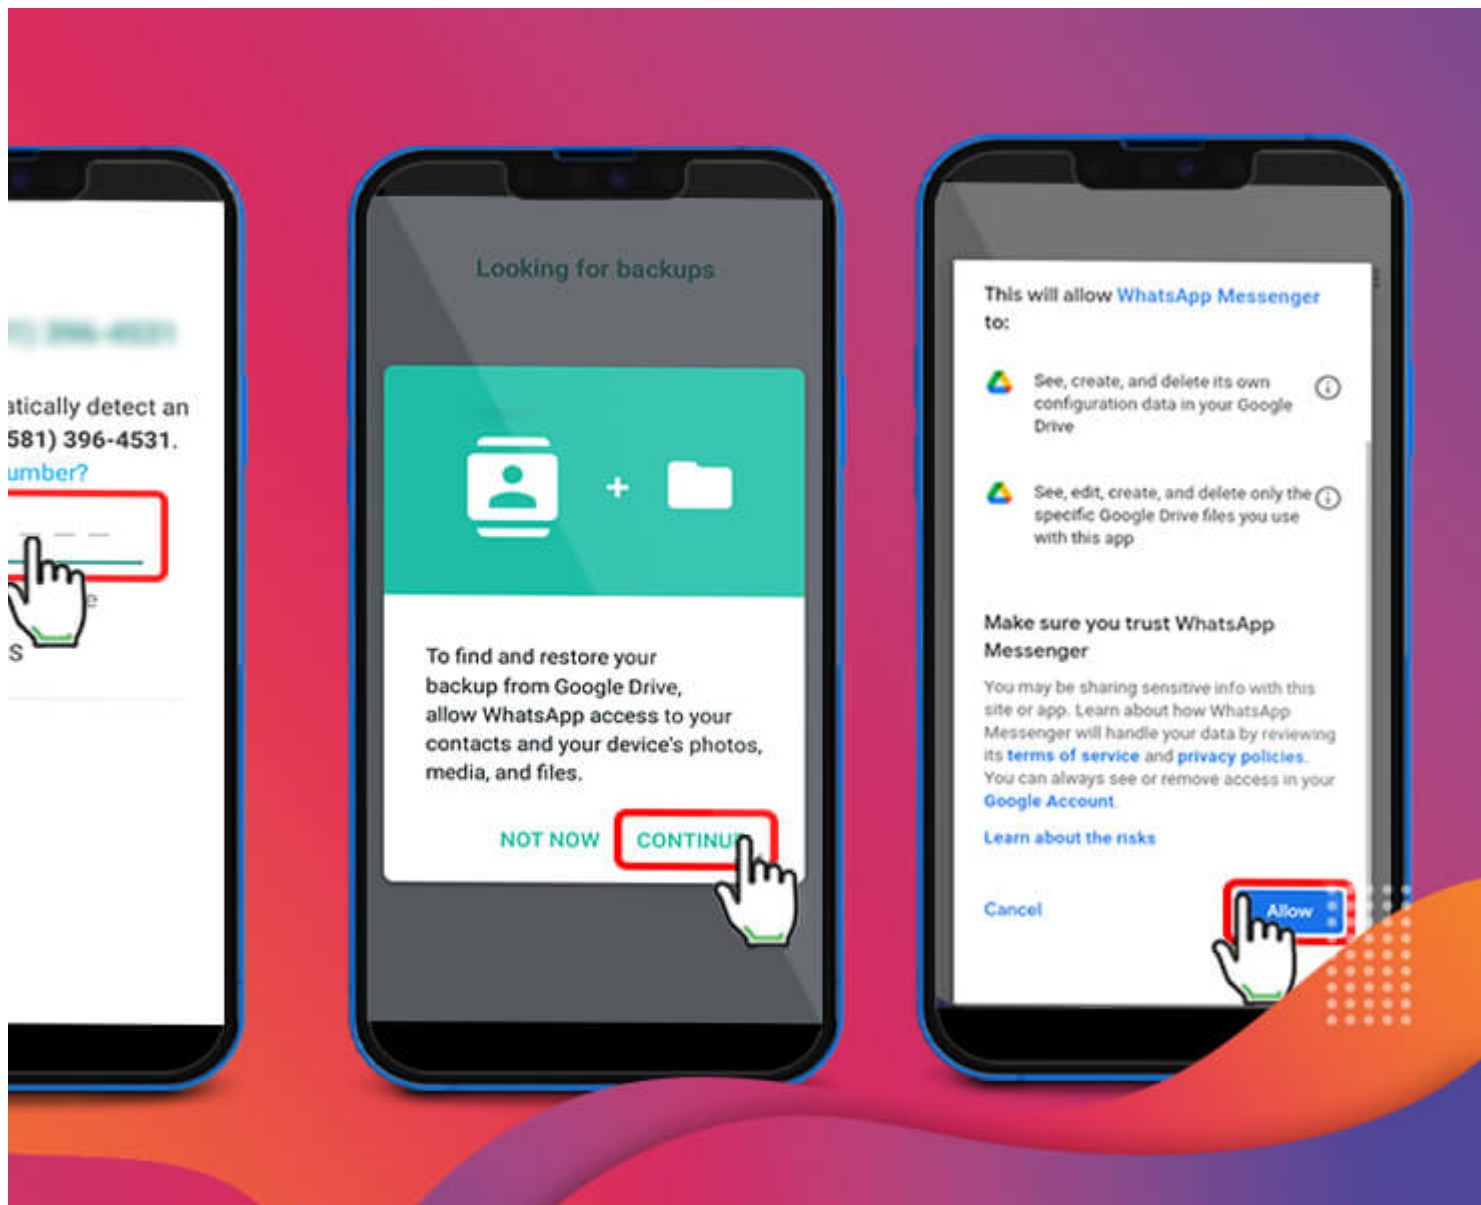 396-4531
atically detect an
581) 396-4531.
umber?
e
S
Looking for backups
+
To find and restore your
backup from Google Drive,
allow WhatsApp access to your
contacts and your device's photos,
media, and files.
NOT NOW
CONTINU
This will allow WhatsApp Messenger
to:
See, create, and delete its own
configuration data in your Google
Drive
See, edit, create, and delete only the
specific Google Drive files you use
with this app
Make sure you trust WhatsApp
Messenger
You may be sharing sensitive info with this
site or app. Learn about how WhatsApp
Messenger will handle your data by reviewing
its terms of service and privacy policies.
You can always see or remove access in your
Google Account.
Learn about the risks
Cancel
Allow